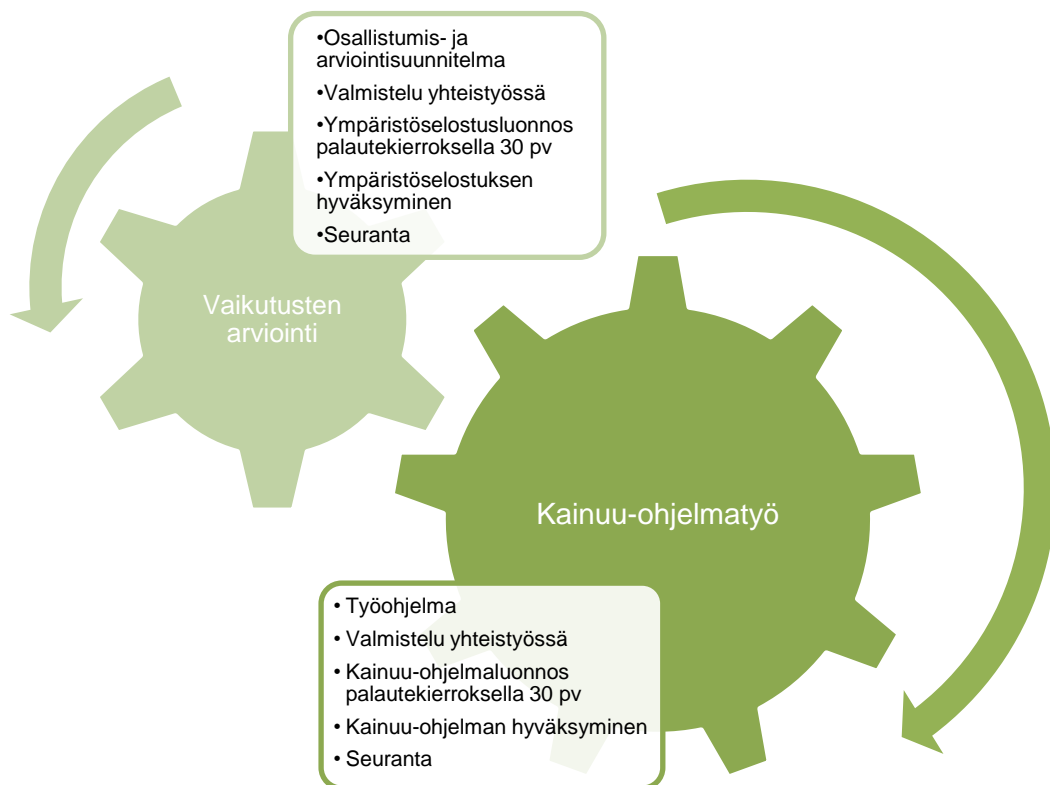 •Osallistumis- ja
arviointisuunnitelma
•Valmistelu yhteistyössä
•Ympäristöselostusluonnos
palautekierroksella 30 pv
•Ympäristöselostuksen
hyväksyminen
•Seuranta
Vaikutusten
arviointi
Kainuu-ohjelmatyö
• Työohjelma
• Valmistelu yhteistyössä
• Kainuu-ohjelmaluonnos
palautekierroksella 30 pv
• Kainuu-ohjelman hyväksyminen
• Seuranta